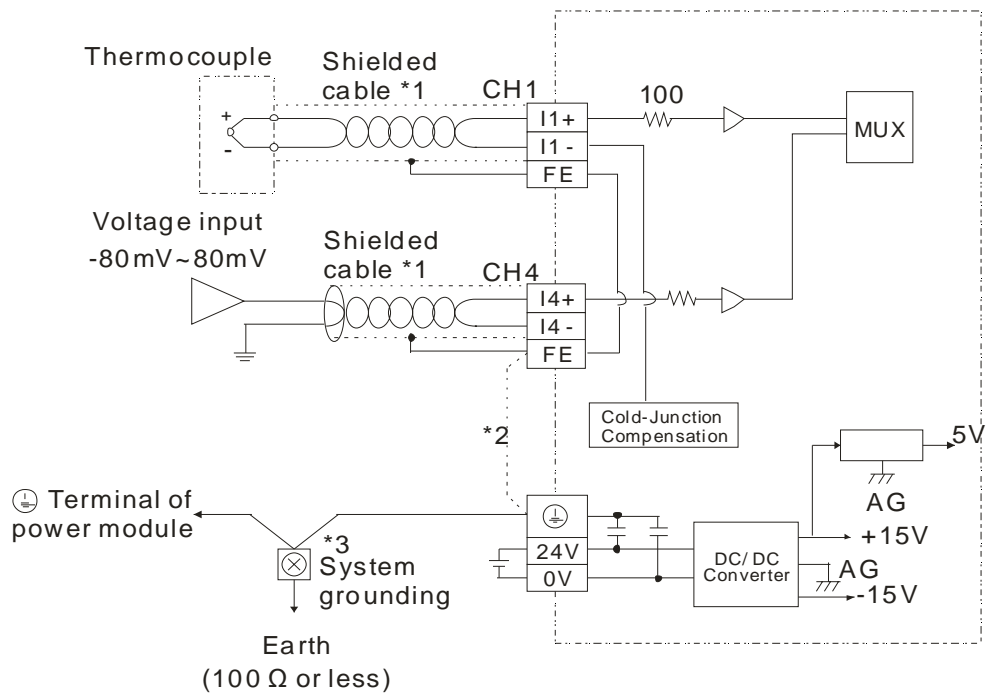 Thermocouple
Shielded
cable *1
CH1
+
-
I1+
I1-
FE
100
MUX
Voltage input
-80mV~80mV
Shielded
cable *1
CH4
I4+
I4-
FE
*2
Cold-Junction
Compensation
5V
AG
Terminal of
power module
*3
System
grounding
24V
0V
DC/DC
Converter
+15V
AG
-15V
Earth
(100 Ω or less)